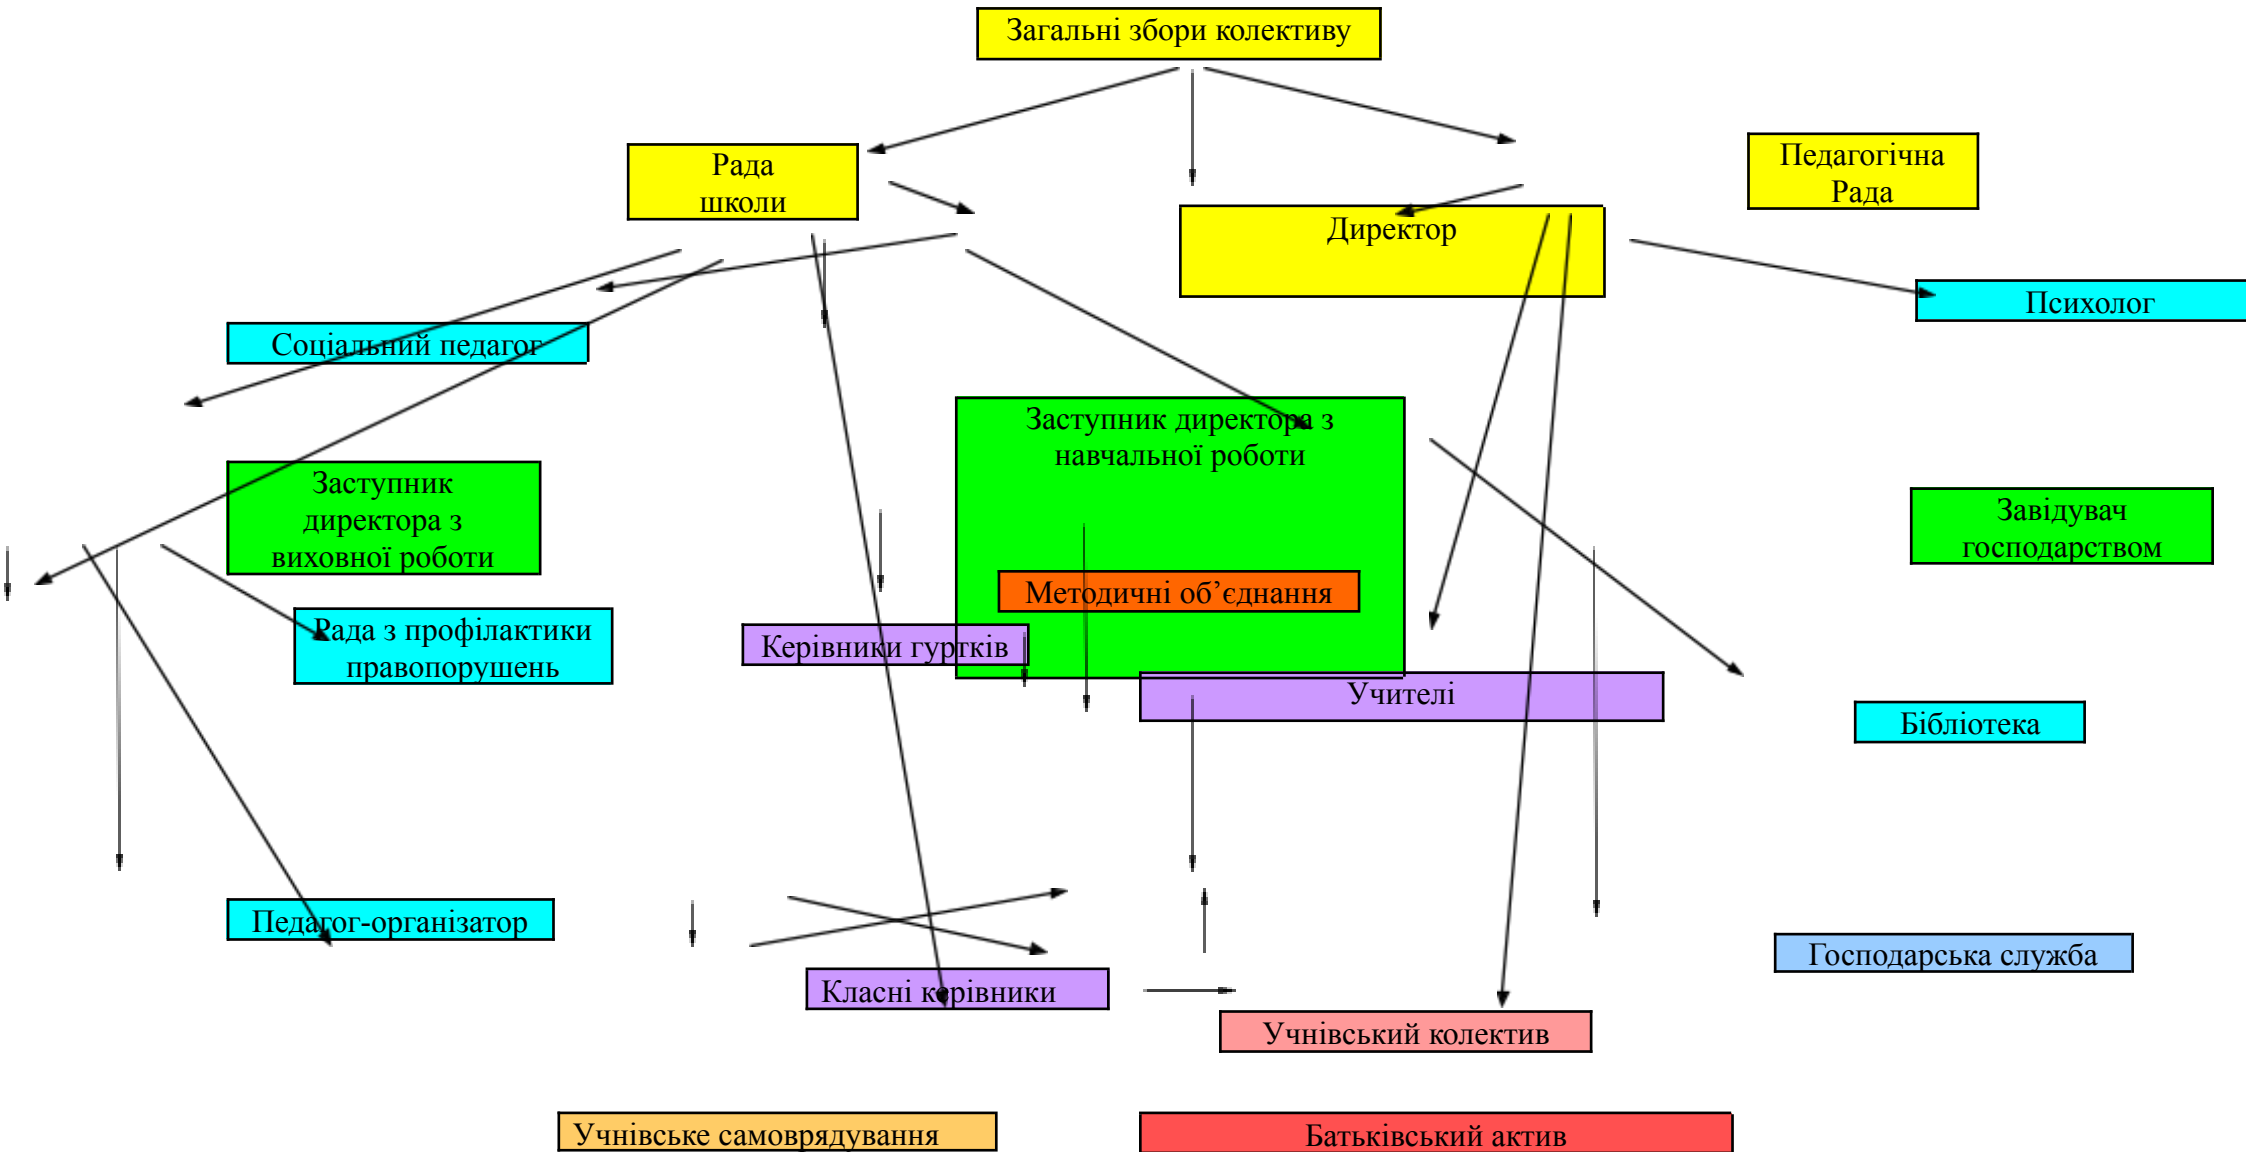 Загальні збори колективу
Рада
школи
Педагогічна
Рада
Директор
Психолог
Соціальний педагог
Заступник директора з
навчальної роботи
Заступник
директора з
виховної роботи
Завідувач
господарством
Методичні об’єднання
Рада з профілактики
правопорушень
Керівники гуртків
Учителі
Бібліотека
Педагог-організатор
Господарська служба
Класні керівники
Учнівський колектив
Учнівське самоврядування
Батьківський актив